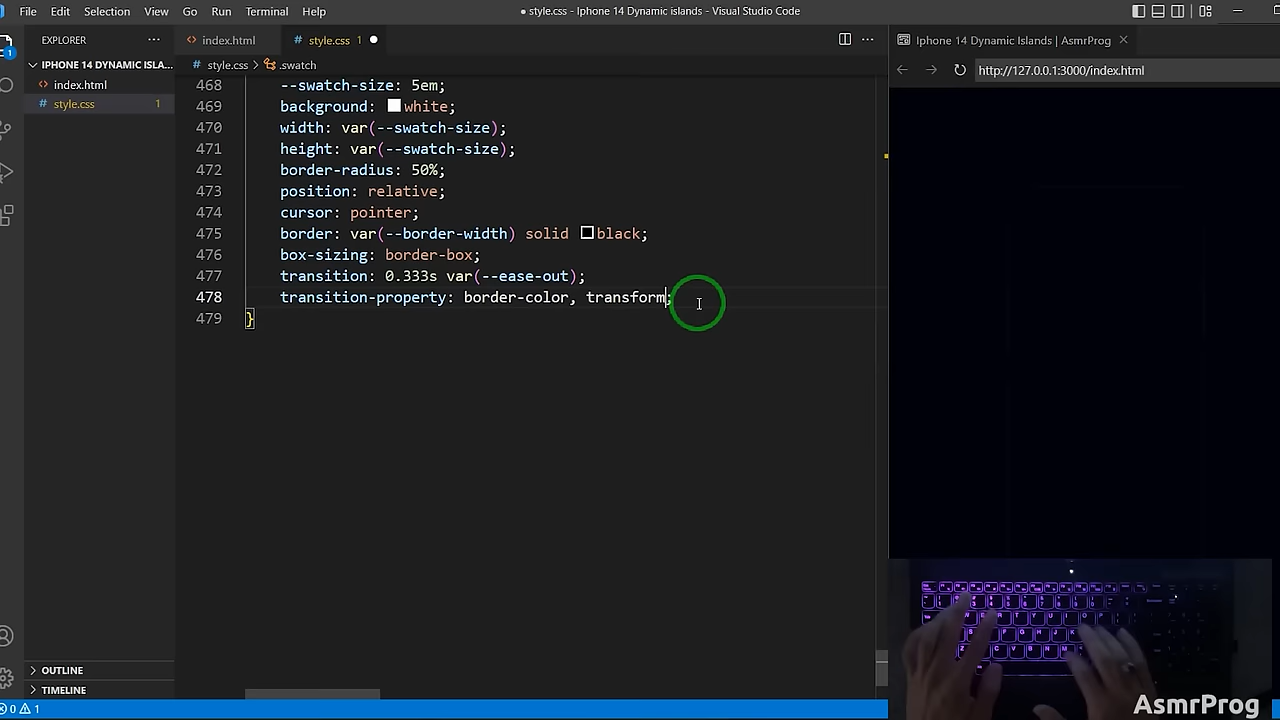 File Edit Selection View Go Run Terminal Help
● style.css - Iphone 14 Dynamic islands - Visual Studio Code
EXPLORER
IPHONE 14 DYNAMIC ISLA...
index.html
style.css 1
1
OUTLINE
TIMELINE
index.html
style.css 1
style.css > .swatch
468 --swatch-size: 5em;
469 background: white;
470 width: var(--swatch-size);
471 height: var(--swatch-size);
472 border-radius: 50%;
473 position: relative;
474 cursor: pointer;
475 border: var(--border-width) solid black;
476 box-sizing: border-box;
477 transition: 0.333s var(--ease-out);
478 transition-property: border-color, transform;
479 }
Iphone 14 Dynamic Islands | AsmrProg
http://127.0.0.1:3000/index.html
0 1
AsmrProg